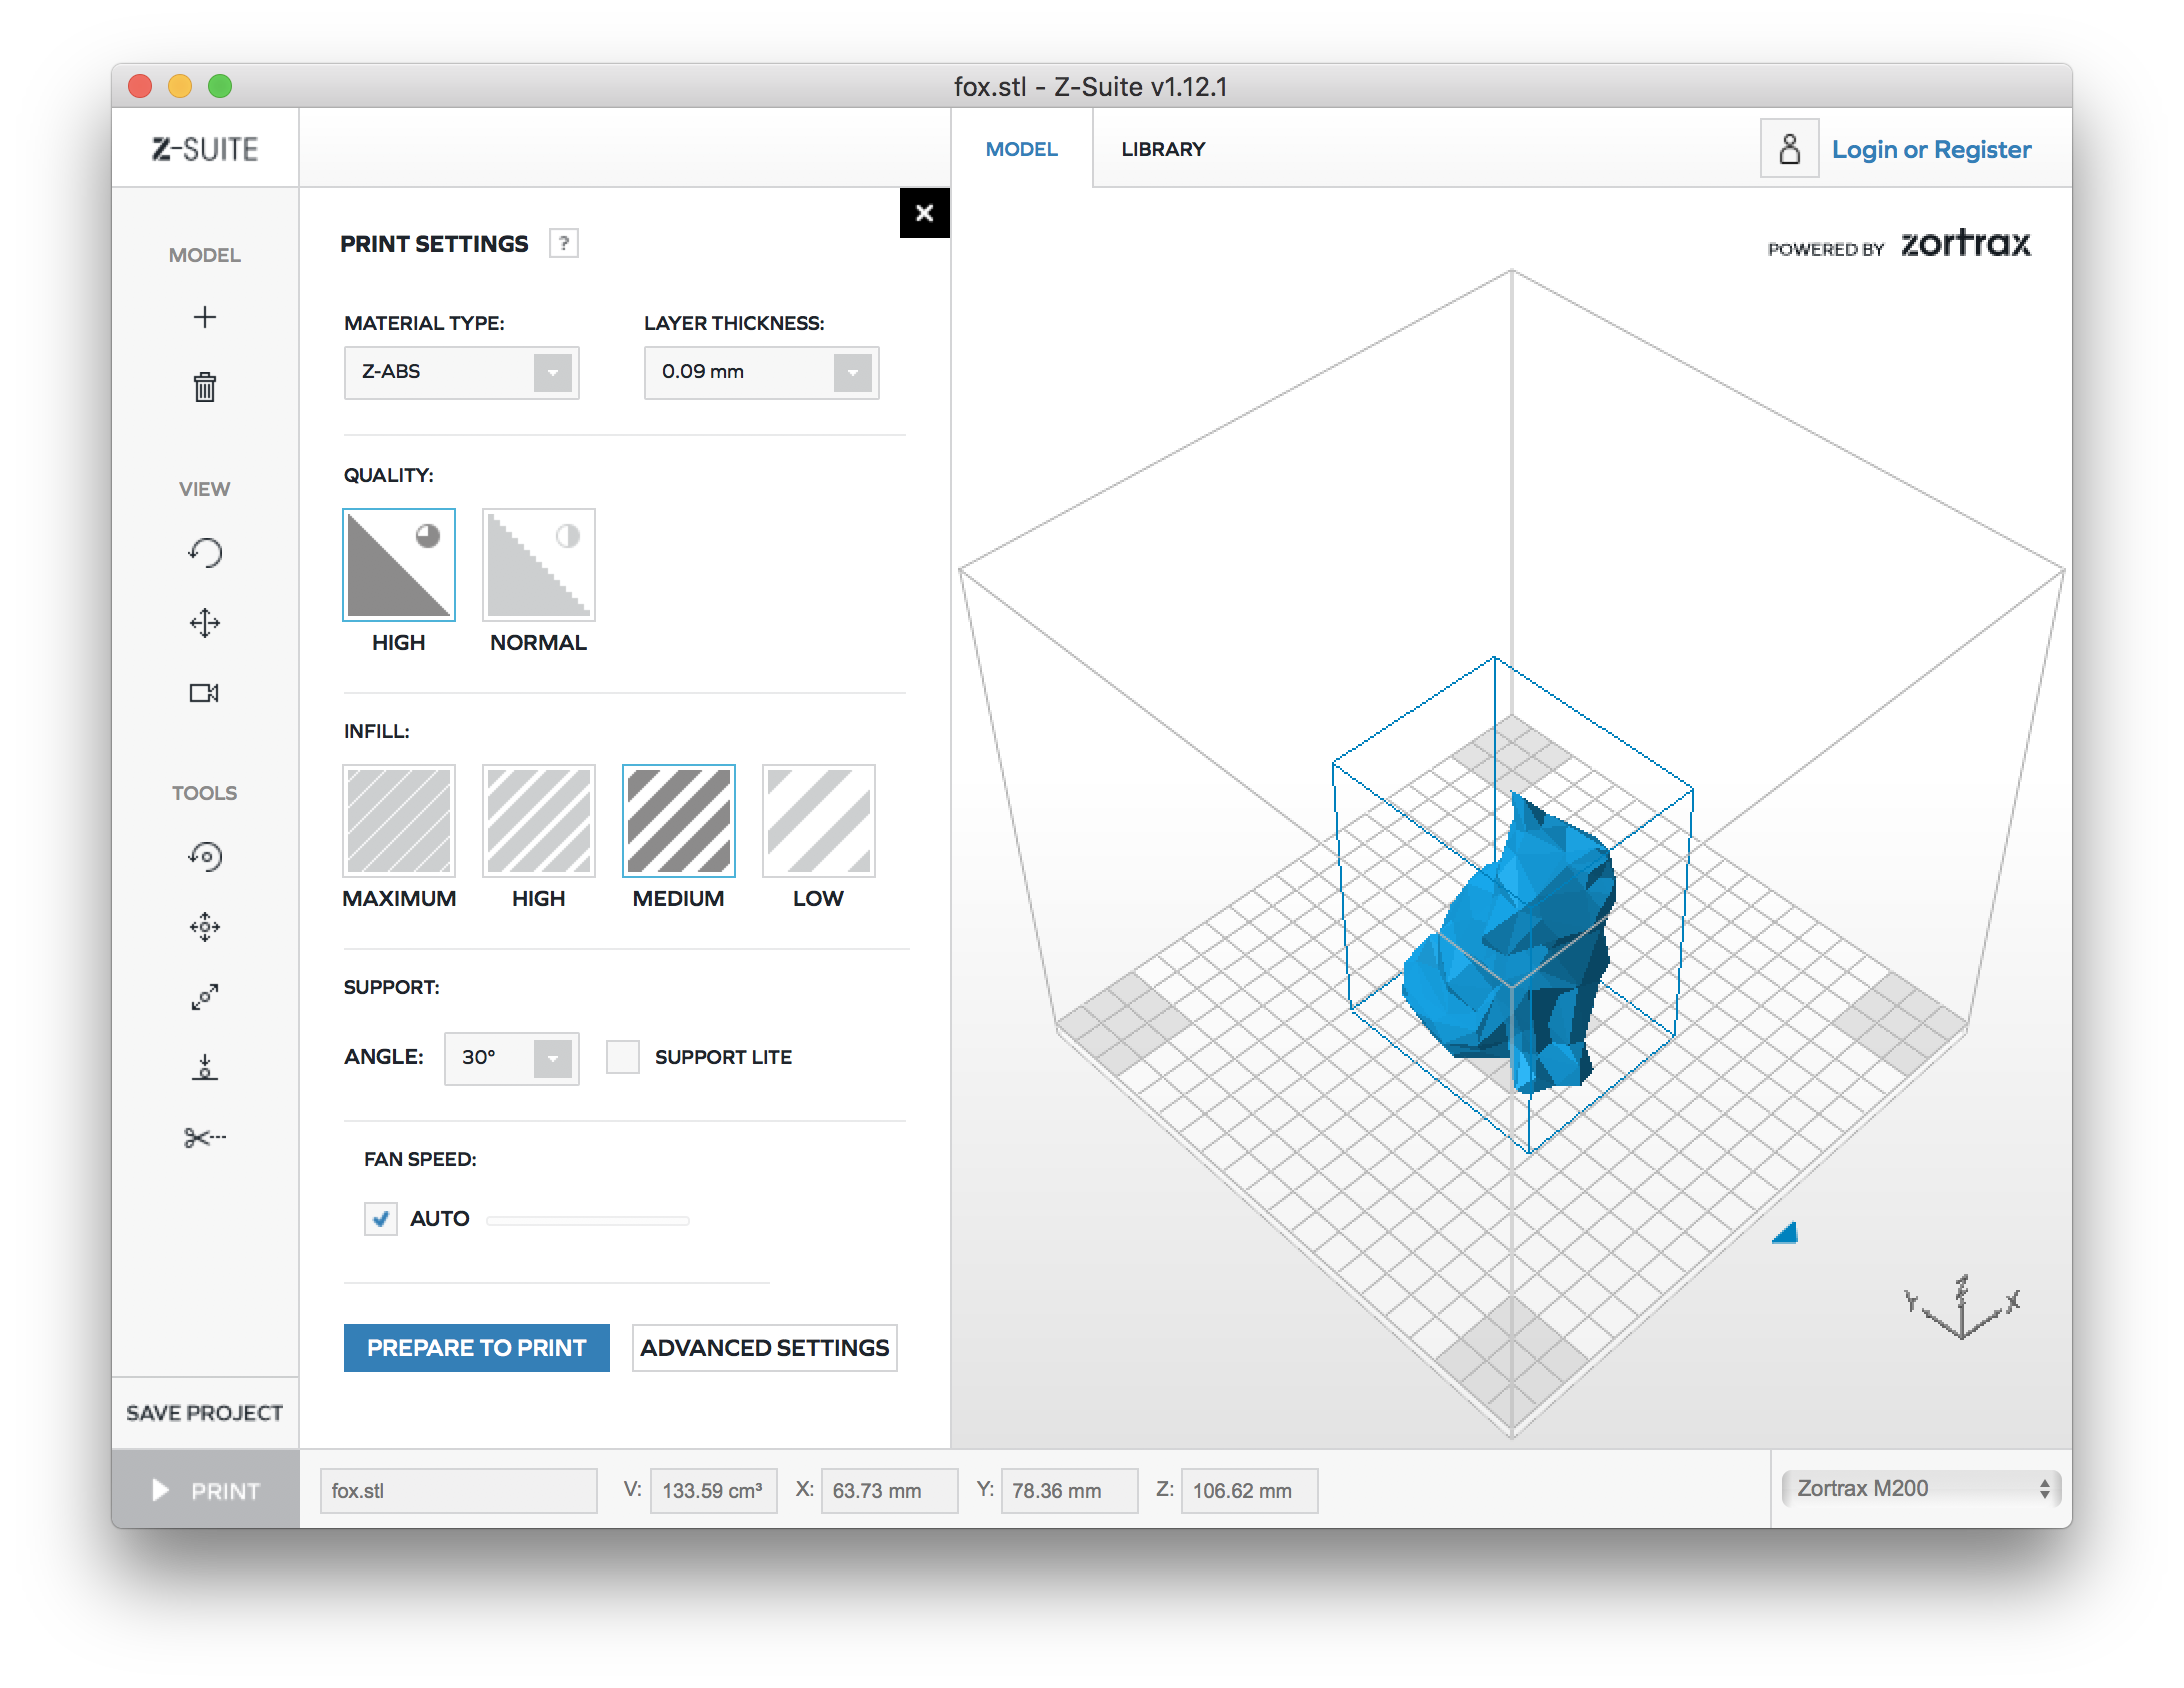 fox.stl - Z-Suite v1.12.1
Z-SUITE
MODEL
LIBRARY
Login or Register
MODEL
VIEW
TOOLS
SAVE PROJECT
PRINT
PRINT SETTINGS ?
MATERIAL TYPE: LAYER THICKNESS:
Z-ABS 0.09 mm
QUALITY:
HIGH NORMAL
INFILL:
MAXIMUM HIGH MEDIUM LOW
SUPPORT:
ANGLE: 30° SUPPORT LITE
FAN SPEED:
AUTO
PREPARE TO PRINT ADVANCED SETTINGS
POWERED BY zortrax
Y Z X
fox.stl V: 133.59 cm³ X: 63.73 mm Y: 78.36 mm Z: 106.62 mm Zortrax M200